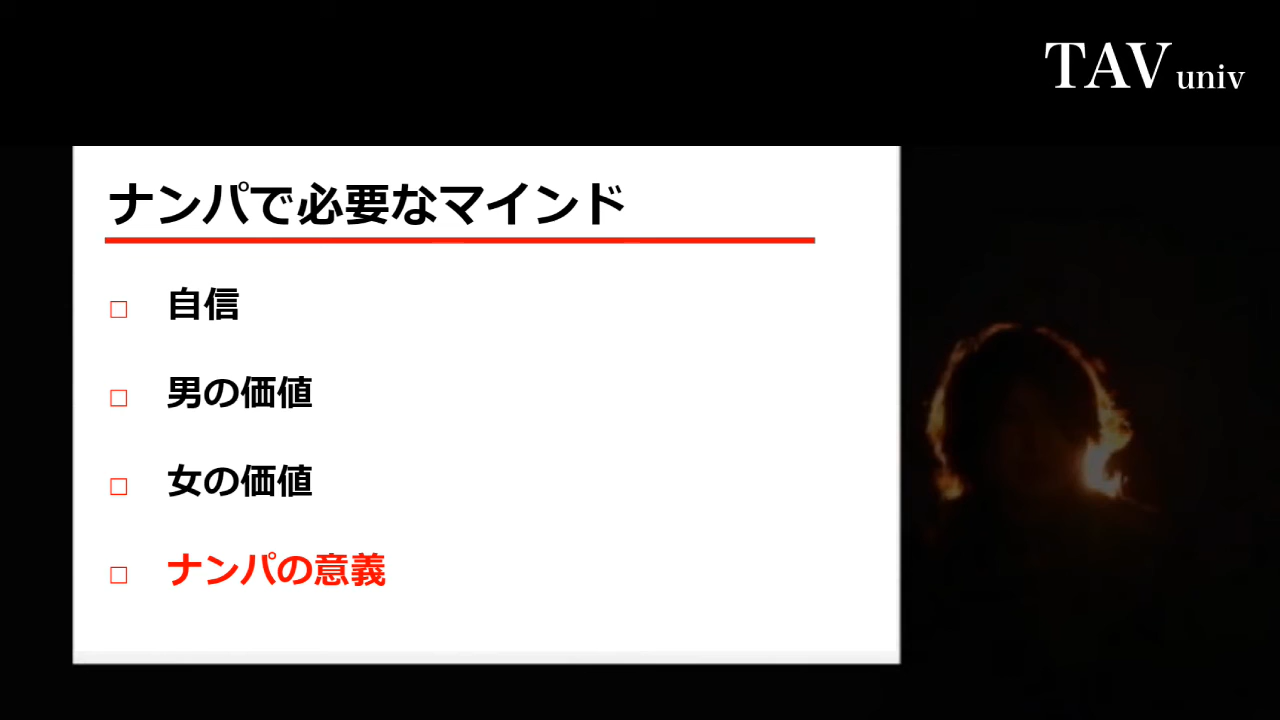 TAV univ
ナンパで必要なマインド
□ 自信
□ 男の価値
□ 女の価値
□ ナンパの意義